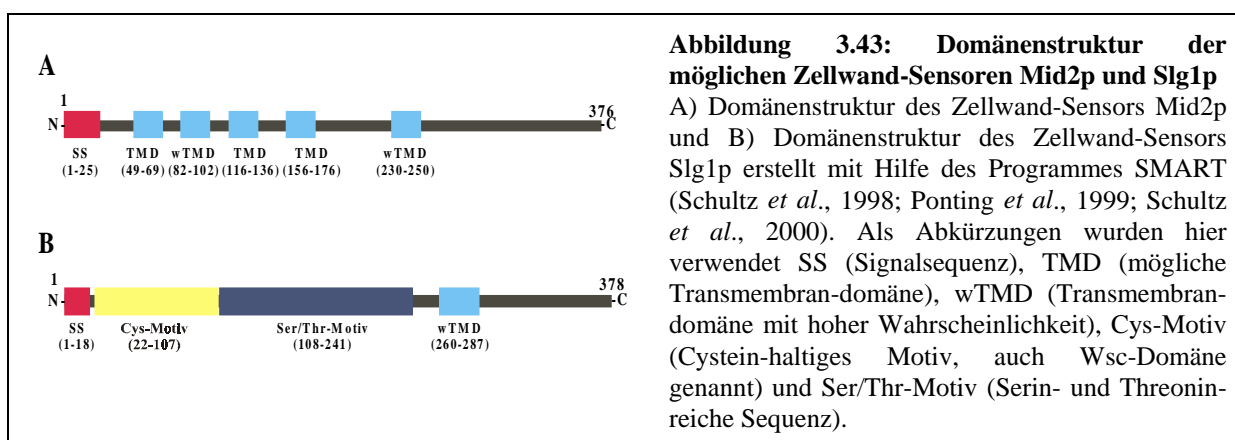 A
1
376
N-
-C
SS
TMD
wTMD
TMD
TMD
wTMD
(1-25)
(49-69)
(82-102)
(116-136)
(156-176)
(230-250)
B
1
378
N-
-C
SS
Cys-Motiv
Ser/Thr-Motiv
wTMD
(1-18)
(22-107)
(108-241)
(260-287)
Abbildung 3.43: Domänenstruktur der
möglichen Zellwand-Sensoren Mid2p und Slg1p
A) Domänenstruktur des Zellwand-Sensors Mid2p
und B) Domänenstruktur des Zellwand-Sensors
Slg1p erstellt mit Hilfe des Programmes SMART
(Schultz et al., 1998; Ponting et al., 1999; Schultz
et al., 2000). Als Abkürzungen wurden hier
verwendet SS (Signalsequenz), TMD (mögliche
Transmembran-domäne), wTMD (Transmembran-
domäne mit hoher Wahrscheinlichkeit), Cys-Motiv
(Cystein-haltiges Motiv, auch Wsc-Domäne
genannt) und Ser/Thr-Motiv (Serin- und Threonin-
reiche Sequenz).